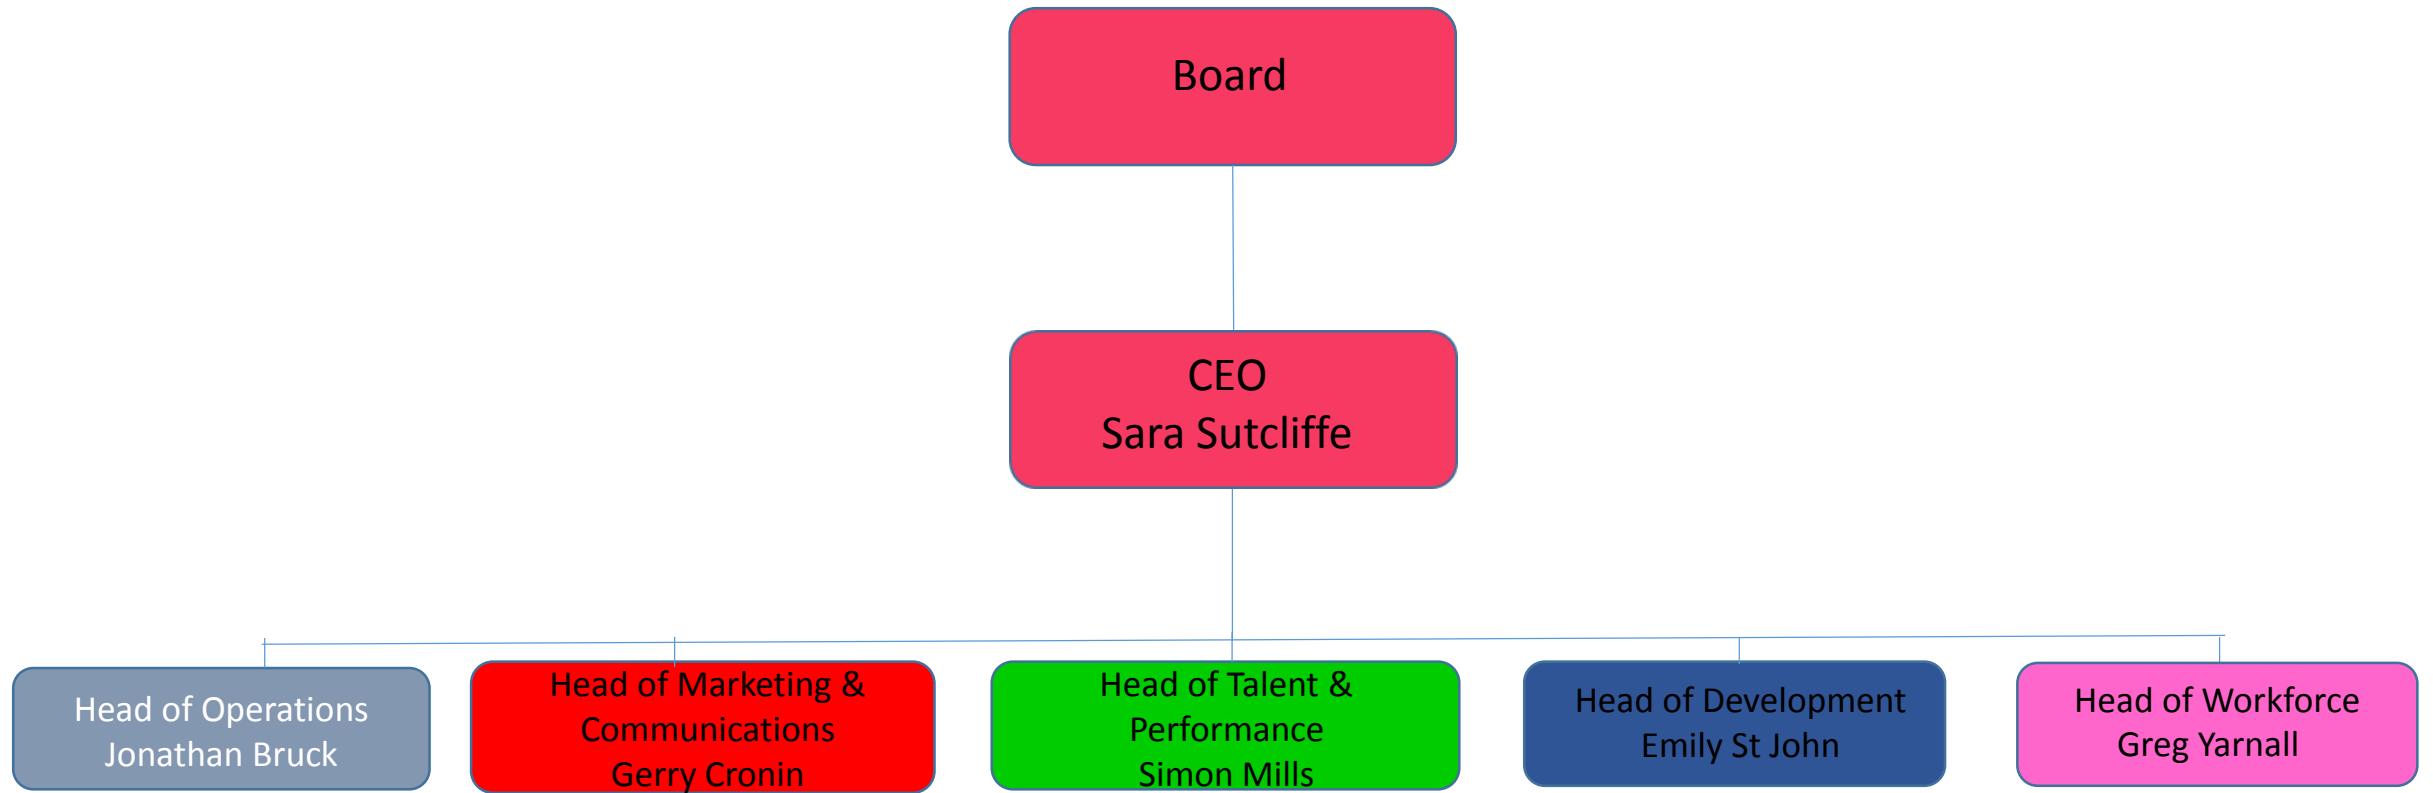 Board
CEO
Sara Sutcliffe
Head of Operations
Jonathan Bruck
Head of Marketing &
Communications
Gerry Cronin
Head of Talent &
Performance
Simon Mills
Head of Development
Emily St John
Head of Workforce
Greg Yarnall